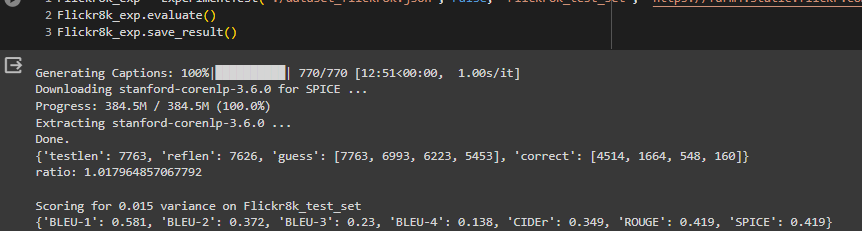 2 Flickr8k_exp.evaluate()
3 Flickr8k_exp.save_result()
Generating Captions: 100%|██████████| 770/770 [12:51<00:00,  1.00s/it]
Downloading stanford-corenlp-3.6.0 for SPICE ...
Progress: 384.5M / 384.5M (100.0%)
Extracting stanford-corenlp-3.6.0 ...
Done.
{'testlen': 7763, 'reflen': 7626, 'guess': [7763, 6993, 6223, 5453], 'correct': [4514, 1664, 548, 160]}
ratio: 1.017964857067792
Scoring for 0.015 variance on Flickr8k_test_set
{'BLEU-1': 0.581, 'BLEU-2': 0.372, 'BLEU-3': 0.23, 'BLEU-4': 0.138, 'CIDEr': 0.349, 'ROUGE': 0.419, 'SPICE': 0.419}